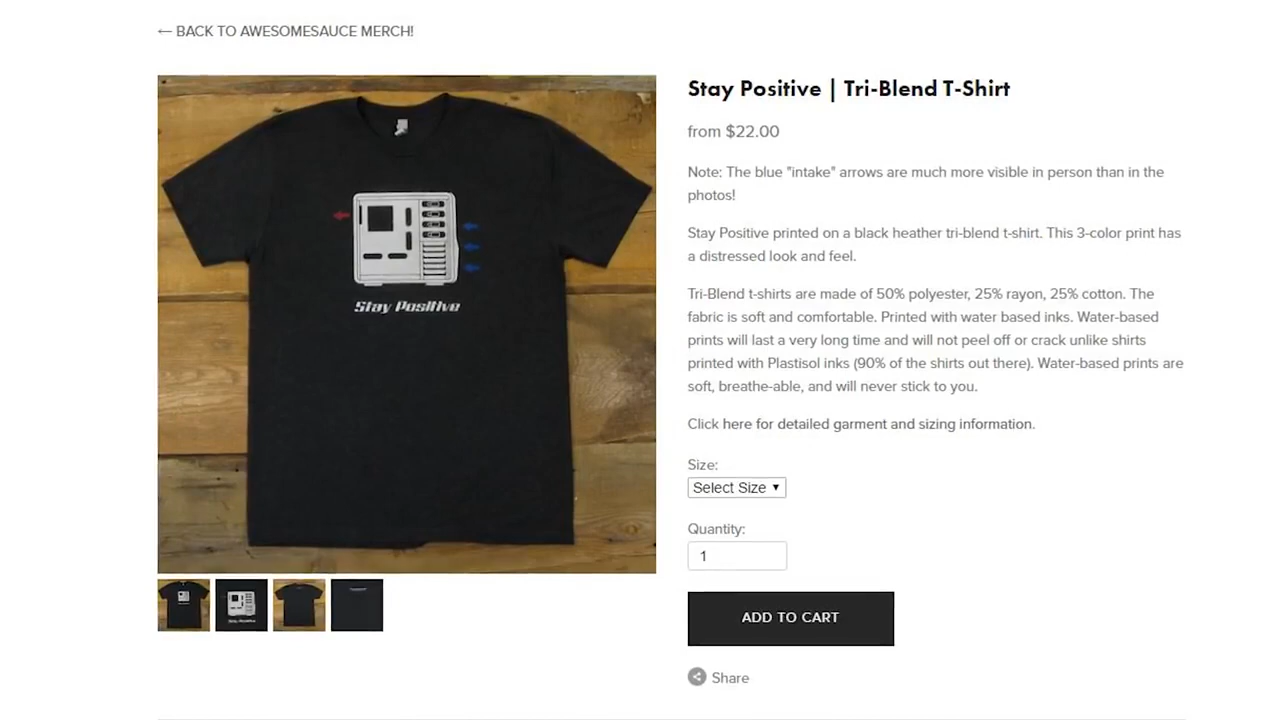 ← BACK TO AWESOMESAUCE MERCH!
Stay Positive
Stay Positive | Tri-Blend T-Shirt
from $22.00
Note: The blue "intake" arrows are much more visible in person than in the
photos!
Stay Positive printed on a black heather tri-blend t-shirt. This 3-color print has
a distressed look and feel.
Tri-Blend t-shirts are made of 50% polyester, 25% rayon, 25% cotton. The
fabric is soft and comfortable. Printed with water based inks. Water-based
prints will last a very long time and will not peel off or crack unlike shirts
printed with Plastisol inks (90% of the shirts out there). Water-based prints are
soft, breathe-able, and will never stick to you.
Click here for detailed garment and sizing information.
Size:
Select Size ▼
Quantity:
1
ADD TO CART
Share
Stay Positive